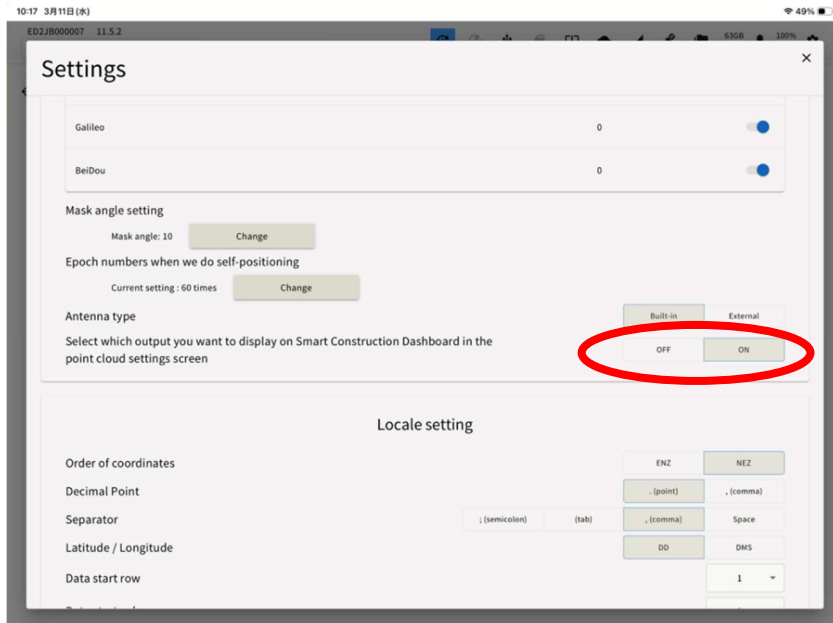 10:17 3月11日(水)
49%
ED2JB000007 11.5.2
63GB 100%
Settings
Galileo 0
BeiDou 0
Mask angle setting
Mask angle: 10 Change
Epoch numbers when we do self-positioning
Current setting : 60 times Change
Antenna type Built-in External
Select which output you want to display on Smart Construction Dashboard in the
point cloud settings screen
OFF ON
Locale setting
Order of coordinates ENZ NEZ
Decimal Point . (point) , (comma)
Separator ; (semicolon) (tab) , (comma) Space
Latitude / Longitude DD DMS
Data start row 1